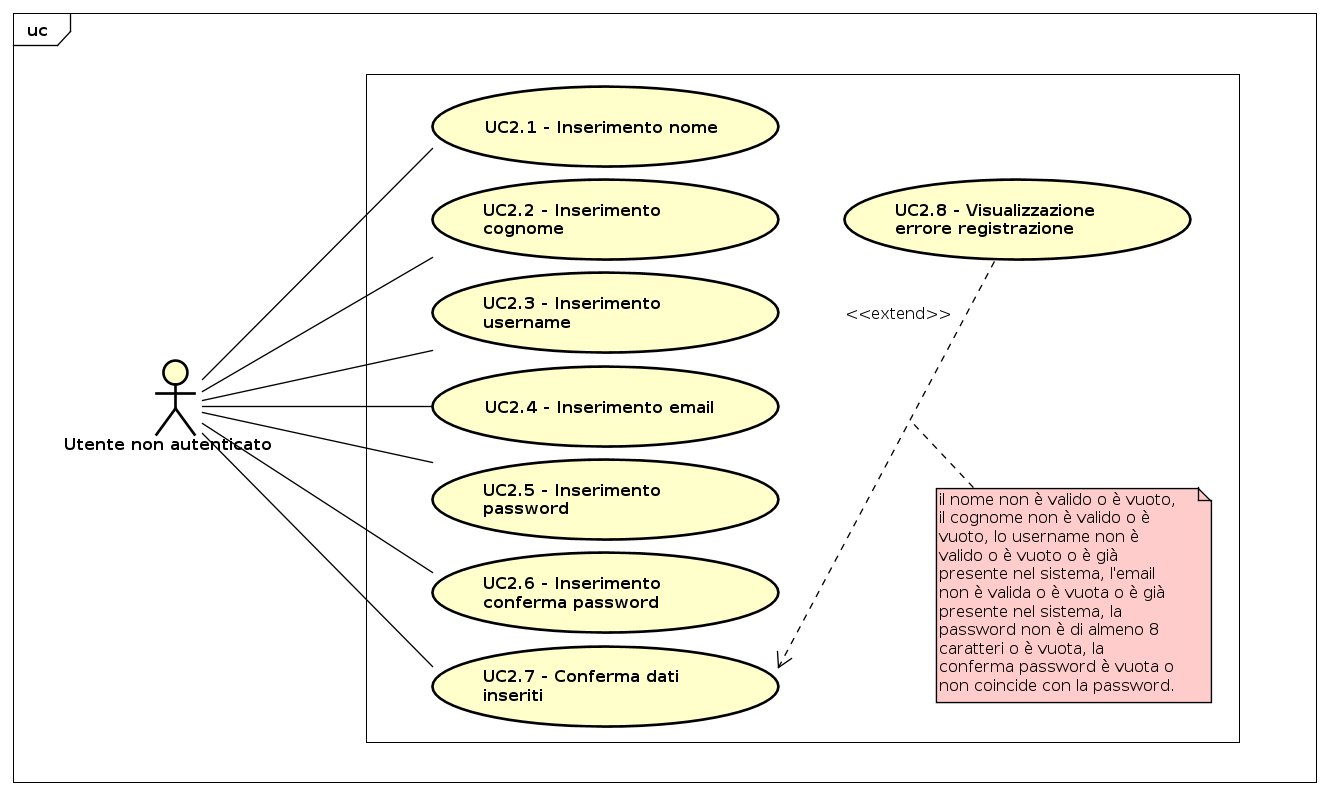 uc
UC2.1 - Inserimento nome
UC2.2 - Inserimento
cognome
UC2.8 - Visualizzazione
errore registrazione
UC2.3 - Inserimento
username
<<extend>>
UC2.4 - Inserimento email
Utente non autenticato
UC2.5 - Inserimento
password
UC2.6 - Inserimento
conferma password
UC2.7 - Conferma dati
inseriti
il nome non è valido o è vuoto,
il cognome non è valido o è
vuoto, lo username non è
valido o è vuoto o è già
presente nel sistema, l'email
non è valida o è vuota o è già
presente nel sistema, la
password non è di almeno 8
caratteri o è vuota, la
conferma password è vuota o
non coincide con la password.